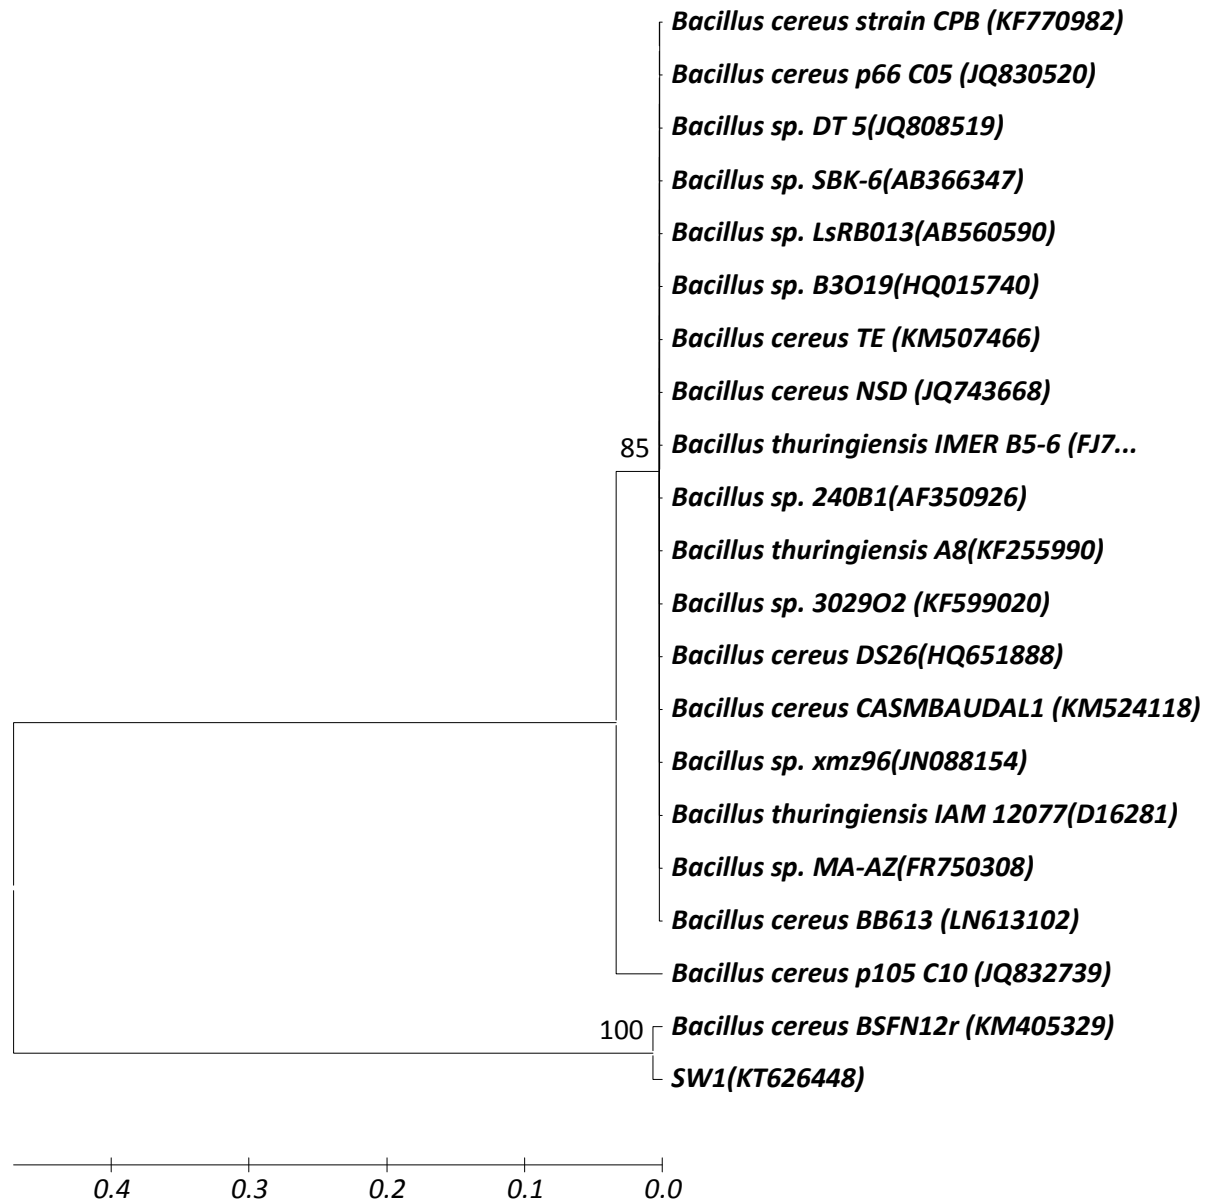 Bacillus cereus strain CPB (KF770982)
Bacillus cereus p66 C05 (JQ830520)
Bacillus sp. DT 5(JQ808519)
Bacillus sp. SBK-6(AB366347)
Bacillus sp. LsRB013(AB560590)
Bacillus sp. B3O19(HQ015740)
Bacillus cereus TE (KM507466)
Bacillus cereus NSD (JQ743668)
85 Bacillus thuringiensis IMER B5-6 (FJ7...
Bacillus sp. 240B1(AF350926)
Bacillus thuringiensis A8(KF255990)
Bacillus sp. 3029O2 (KF599020)
Bacillus cereus DS26(HQ651888)
Bacillus cereus CASMBAUDAL1 (KM524118)
Bacillus sp. xmz96(JN088154)
Bacillus thuringiensis IAM 12077(D16281)
Bacillus sp. MA-AZ(FR750308)
Bacillus cereus BB613 (LN613102)
Bacillus cereus p105 C10 (JQ832739)
100 Bacillus cereus BSFN12r (KM405329)
SW1(KT626448)
0.4 0.3 0.2 0.1 0.0